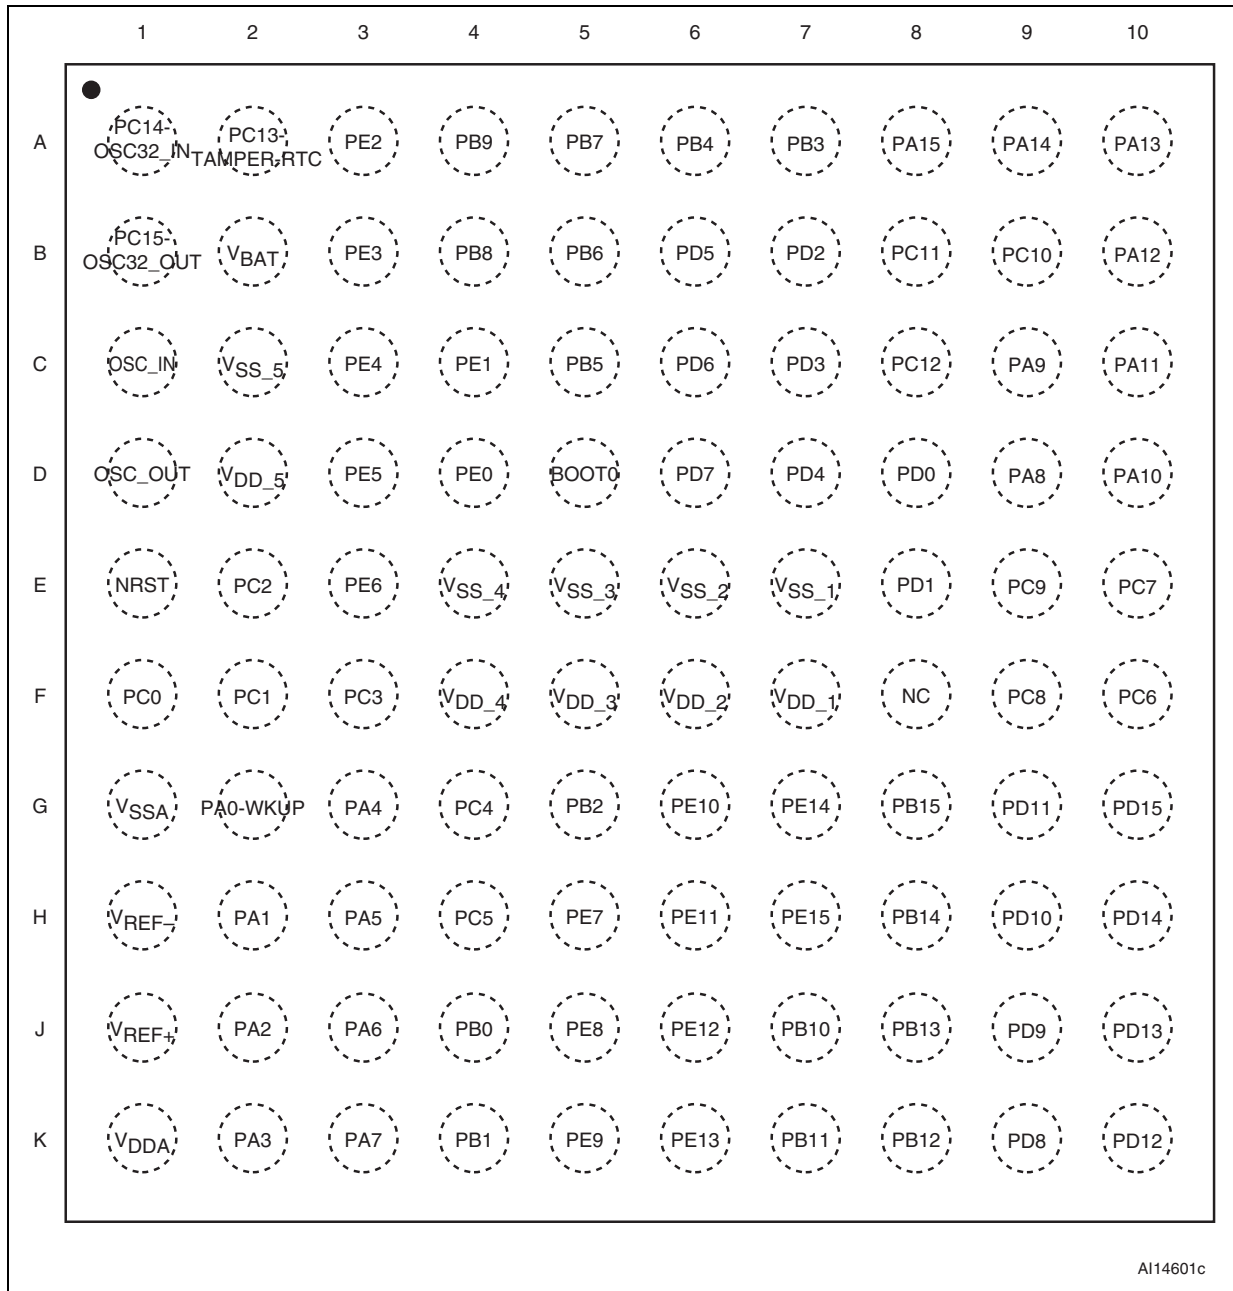 1 2 3 4 5 6 7 8 9 10
A PC14-OSC32_IN PC13-TAMPER-RTC PE2 PB9 PB7 PB4 PB3 PA15 PA14 PA13
B PC15-OSC32_OUT VBAT PE3 PB8 PB6 PD5 PD2 PC11 PC10 PA12
C OSC_IN VSS_5 PE4 PE1 PB5 PD6 PD3 PC12 PA9 PA11
D OSC_OUT VDD_5 PE5 PE0 BOOT0 PD7 PD4 PD0 PA8 PA10
E NRST PC2 PE6 VSS_4 VSS_3 VSS_2 VSS_1 PD1 PC9 PC7
F PC0 PC1 PC3 VDD_4 VDD_3 VDD_2 VDD_1 NC PC8 PC6
G VSSA PA0-WKUP PA4 PC4 PB2 PE10 PE14 PB15 PD11 PD15
H VREF– PA1 PA5 PC5 PE7 PE11 PE15 PB14 PD10 PD14
J VREF+ PA2 PA6 PB0 PE8 PE12 PB10 PB13 PD9 PD13
K VDDA PA3 PA7 PB1 PE9 PE13 PB11 PB12 PD8 PD12
AI14601c